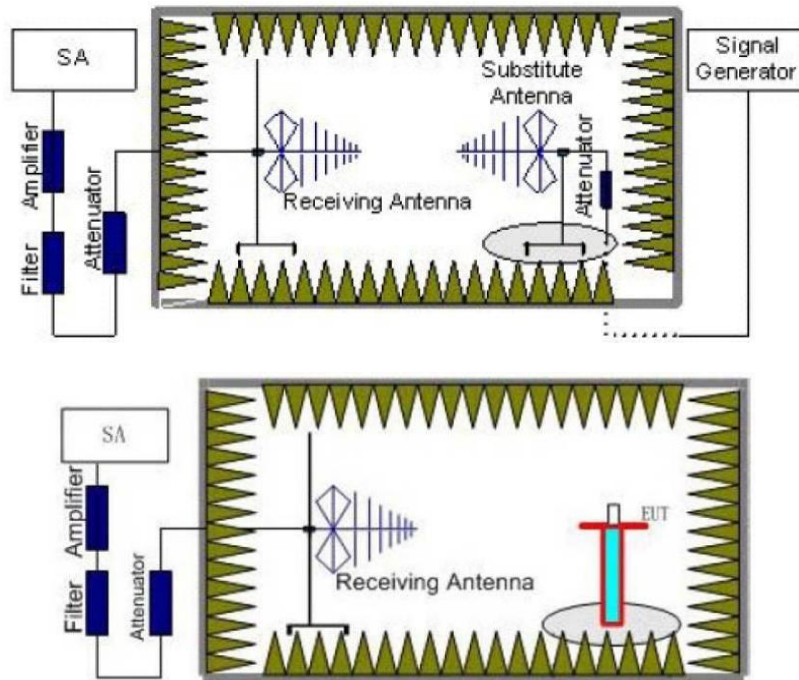 SA
Signal
Generator
Substitute
Antenna
Amplifier
Attenuator
Attenuator
Filter
Receiving Antenna
SA
Amplifier
EUT
Filter
Attenuator
Receiving Antenna